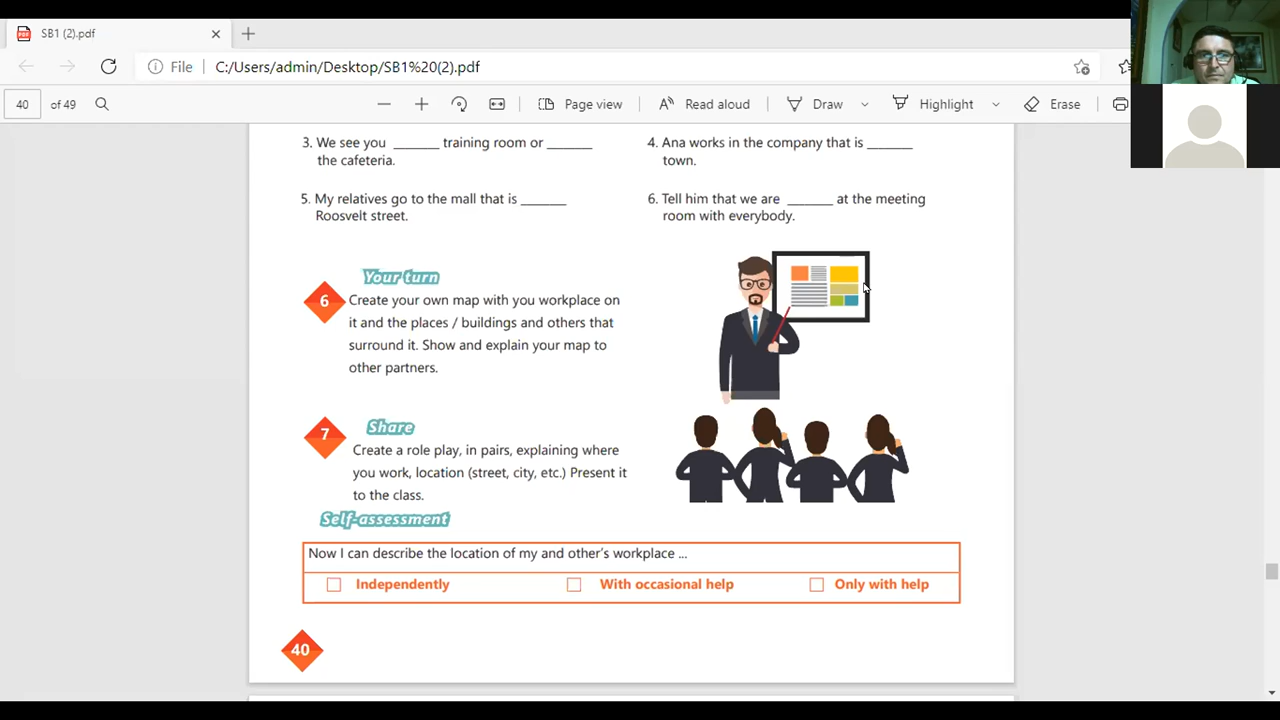 SB1 (2).pdf
File
C:/Users/admin/Desktop/SB1%20(2).pdf
40 of 49
Page view
Read aloud
Draw
Highlight
Erase
3. We see you ______ training room or ______
the cafeteria.
4. Ana works in the company that is ______
town.
5. My relatives go to the mall that is ______
Roosvelt street.
6. Tell him that we are ______ at the meeting
room with everybody.
Your turn
6
Create your own map with you workplace on
it and the places / buildings and others that
surround it. Show and explain your map to
other partners.
Share
7
Create a role play, in pairs, explaining where
you work, location (street, city, etc.) Present it
to the class.
Self-assessment
Now I can describe the location of my and other's workplace ...
Independently
With occasional help
Only with help
40